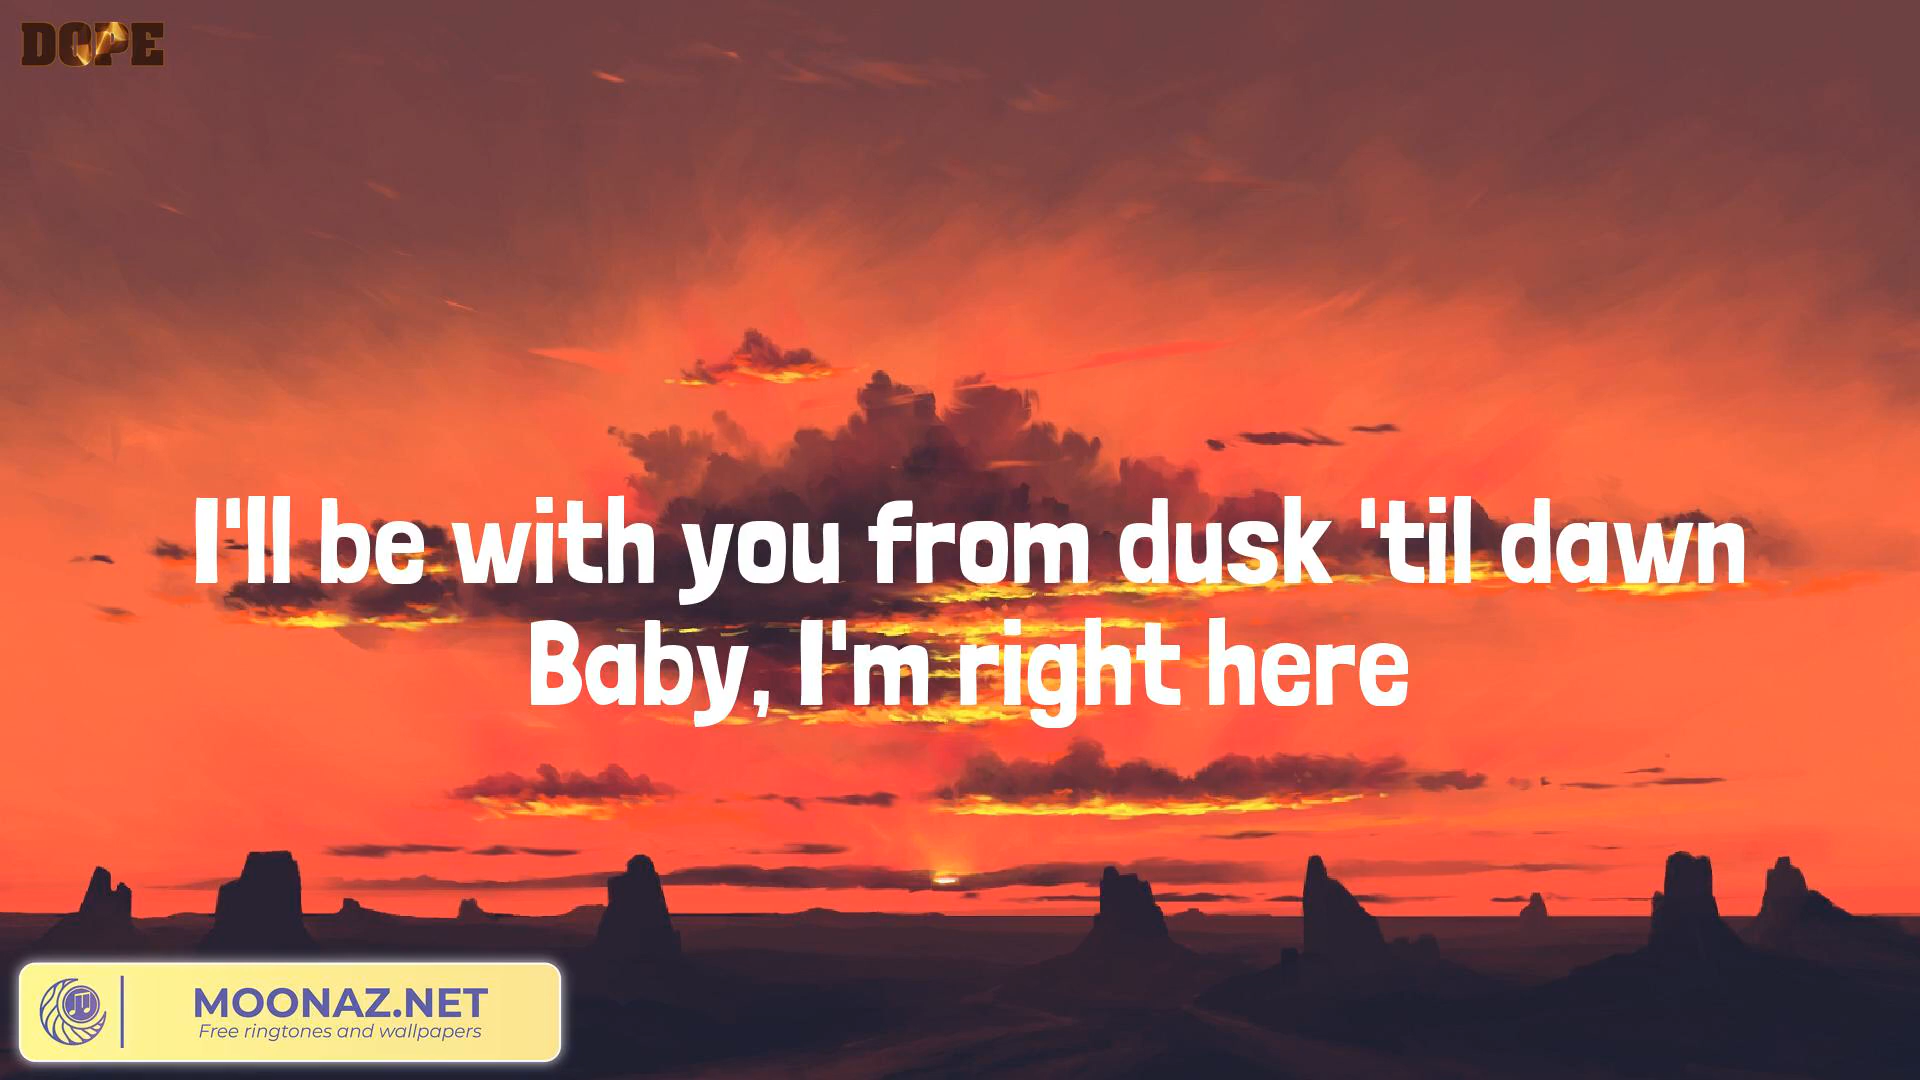 DOPE
I'll be with you from dusk 'til dawn
Baby, I'm right here
MOONAZ.NET
Free ringtones and wallpapers